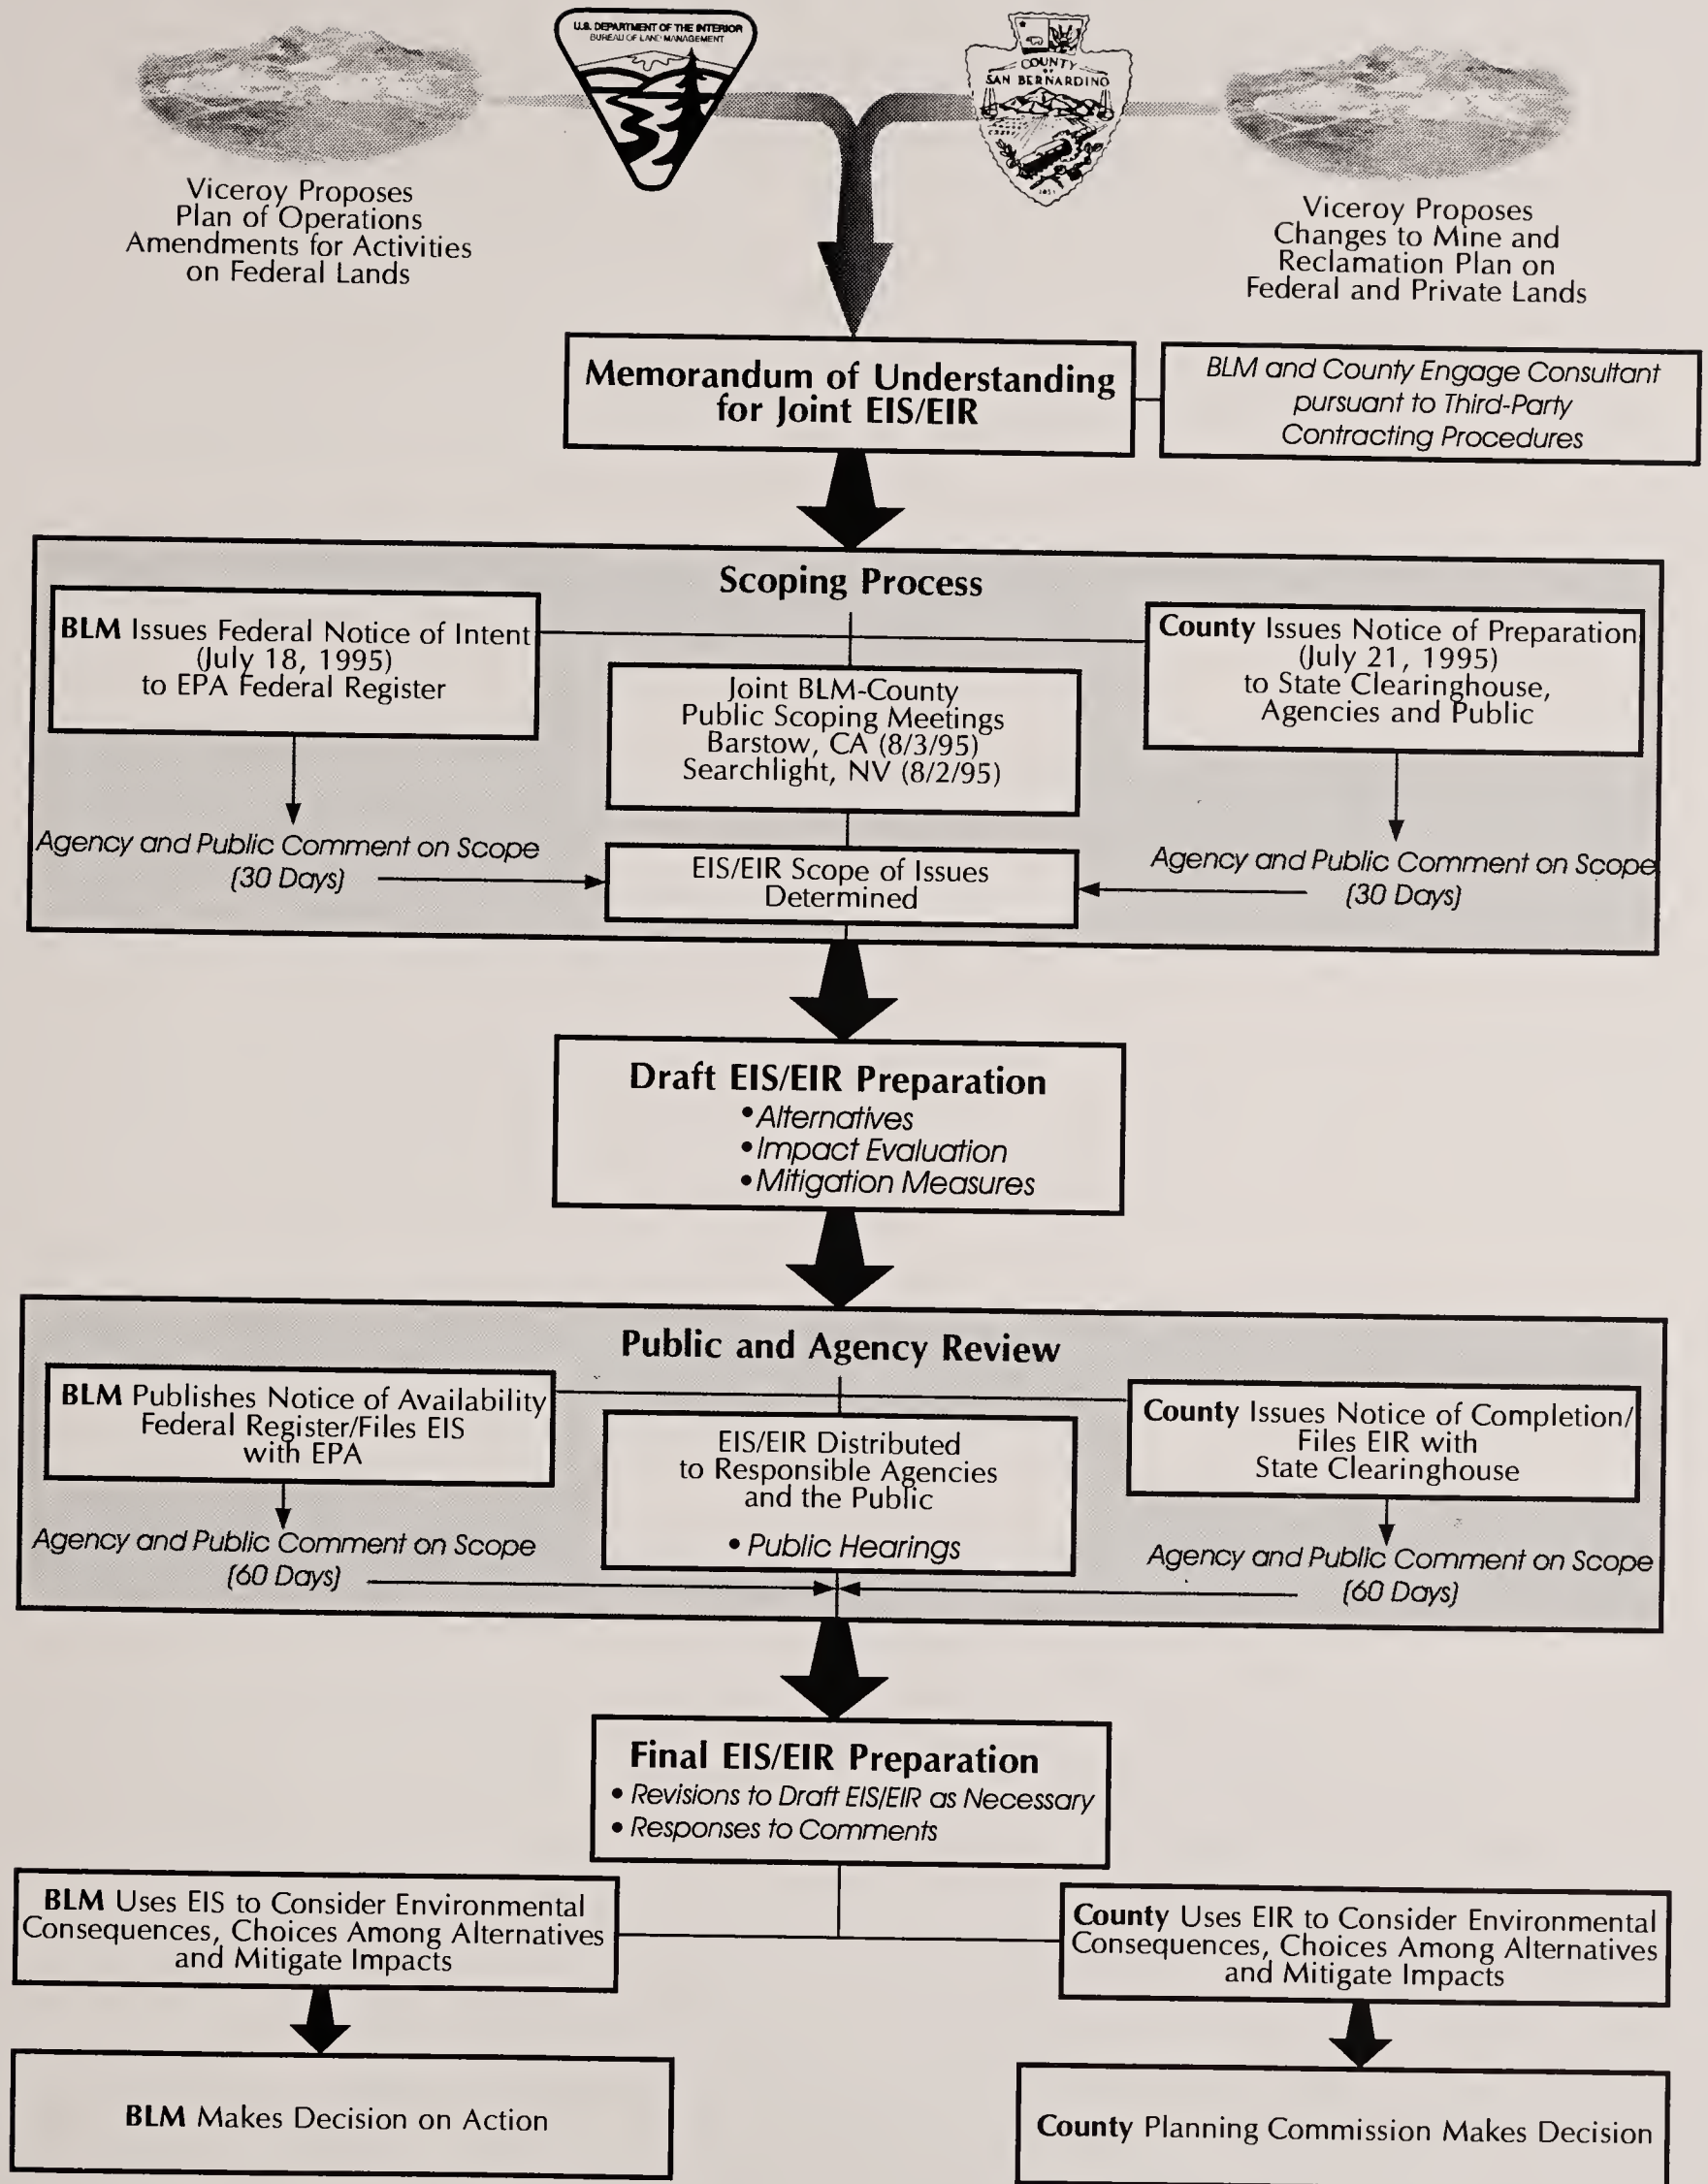 U.S. DEPARTMENT OF THE INTERIOR
BUREAU OF LAND MANAGEMENT
COUNTY
OF
SAN BERNARDINO
1853
Viceroy Proposes
Plan of Operations
Amendments for Activities
on Federal Lands
Viceroy Proposes
Changes to Mine and
Reclamation Plan on
Federal and Private Lands
Memorandum of Understanding
for Joint EIS/EIR
BLM and County Engage Consultant
pursuant to Third-Party
Contracting Procedures
Scoping Process
BLM Issues Federal Notice of Intent
(July 18, 1995)
to EPA Federal Register
Joint BLM-County
Public Scoping Meetings
Barstow, CA (8/3/95)
Searchlight, NV (8/2/95)
County Issues Notice of Preparation
(July 21, 1995)
to State Clearinghouse,
Agencies and Public
Agency and Public Comment on Scope
(30 Days)
EIS/EIR Scope of Issues
Determined
Agency and Public Comment on Scope
(30 Days)
Draft EIS/EIR Preparation
• Alternatives
• Impact Evaluation
• Mitigation Measures
Public and Agency Review
BLM Publishes Notice of Availability
Federal Register/Files EIS
with EPA
EIS/EIR Distributed
to Responsible Agencies
and the Public
• Public Hearings
County Issues Notice of Completion/
Files EIR with
State Clearinghouse
Agency and Public Comment on Scope
(60 Days)
Agency and Public Comment on Scope
(60 Days)
Final EIS/EIR Preparation
• Revisions to Draft EIS/EIR as Necessary
• Responses to Comments
BLM Uses EIS to Consider Environmental
Consequences, Choices Among Alternatives
and Mitigate Impacts
County Uses EIR to Consider Environmental
Consequences, Choices Among Alternatives
and Mitigate Impacts
BLM Makes Decision on Action
County Planning Commission Makes Decision